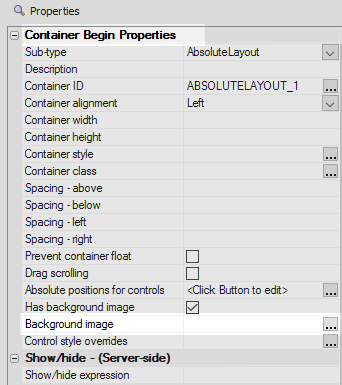 Properties
Container Begin Properties
Sub-type AbsoluteLayout
Description
Container ID ABSOLUTELAYOUT_1 ...
Container alignment Left
Container width
Container height
Container style ...
Container class ...
Spacing - above
Spacing - below
Spacing - left
Spacing - right
Prevent container float
Drag scrolling
Absolute positions for controls <Click Button to edit> ...
Has background image
Background image ...
Control style overrides ...
Show/hide - (Server-side)
Show/hide expression